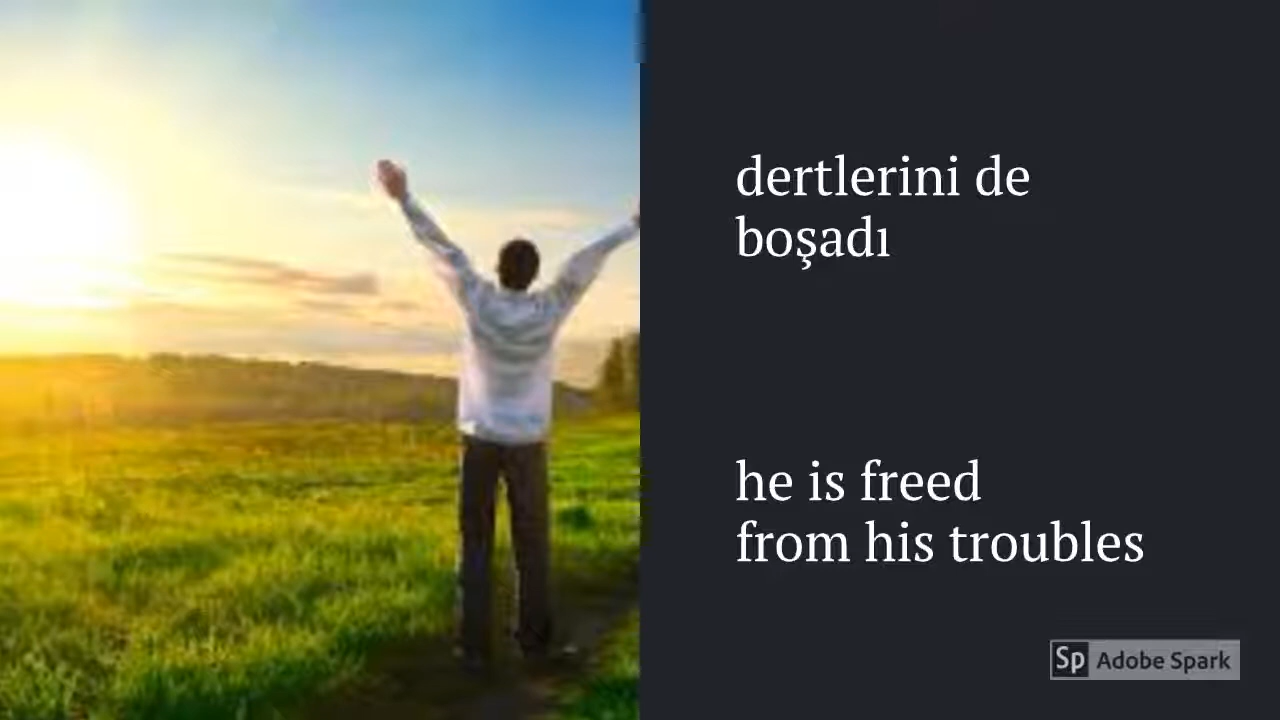 dertlerini de
boşadı
he is freed
from his troubles
Sp Adobe Spark